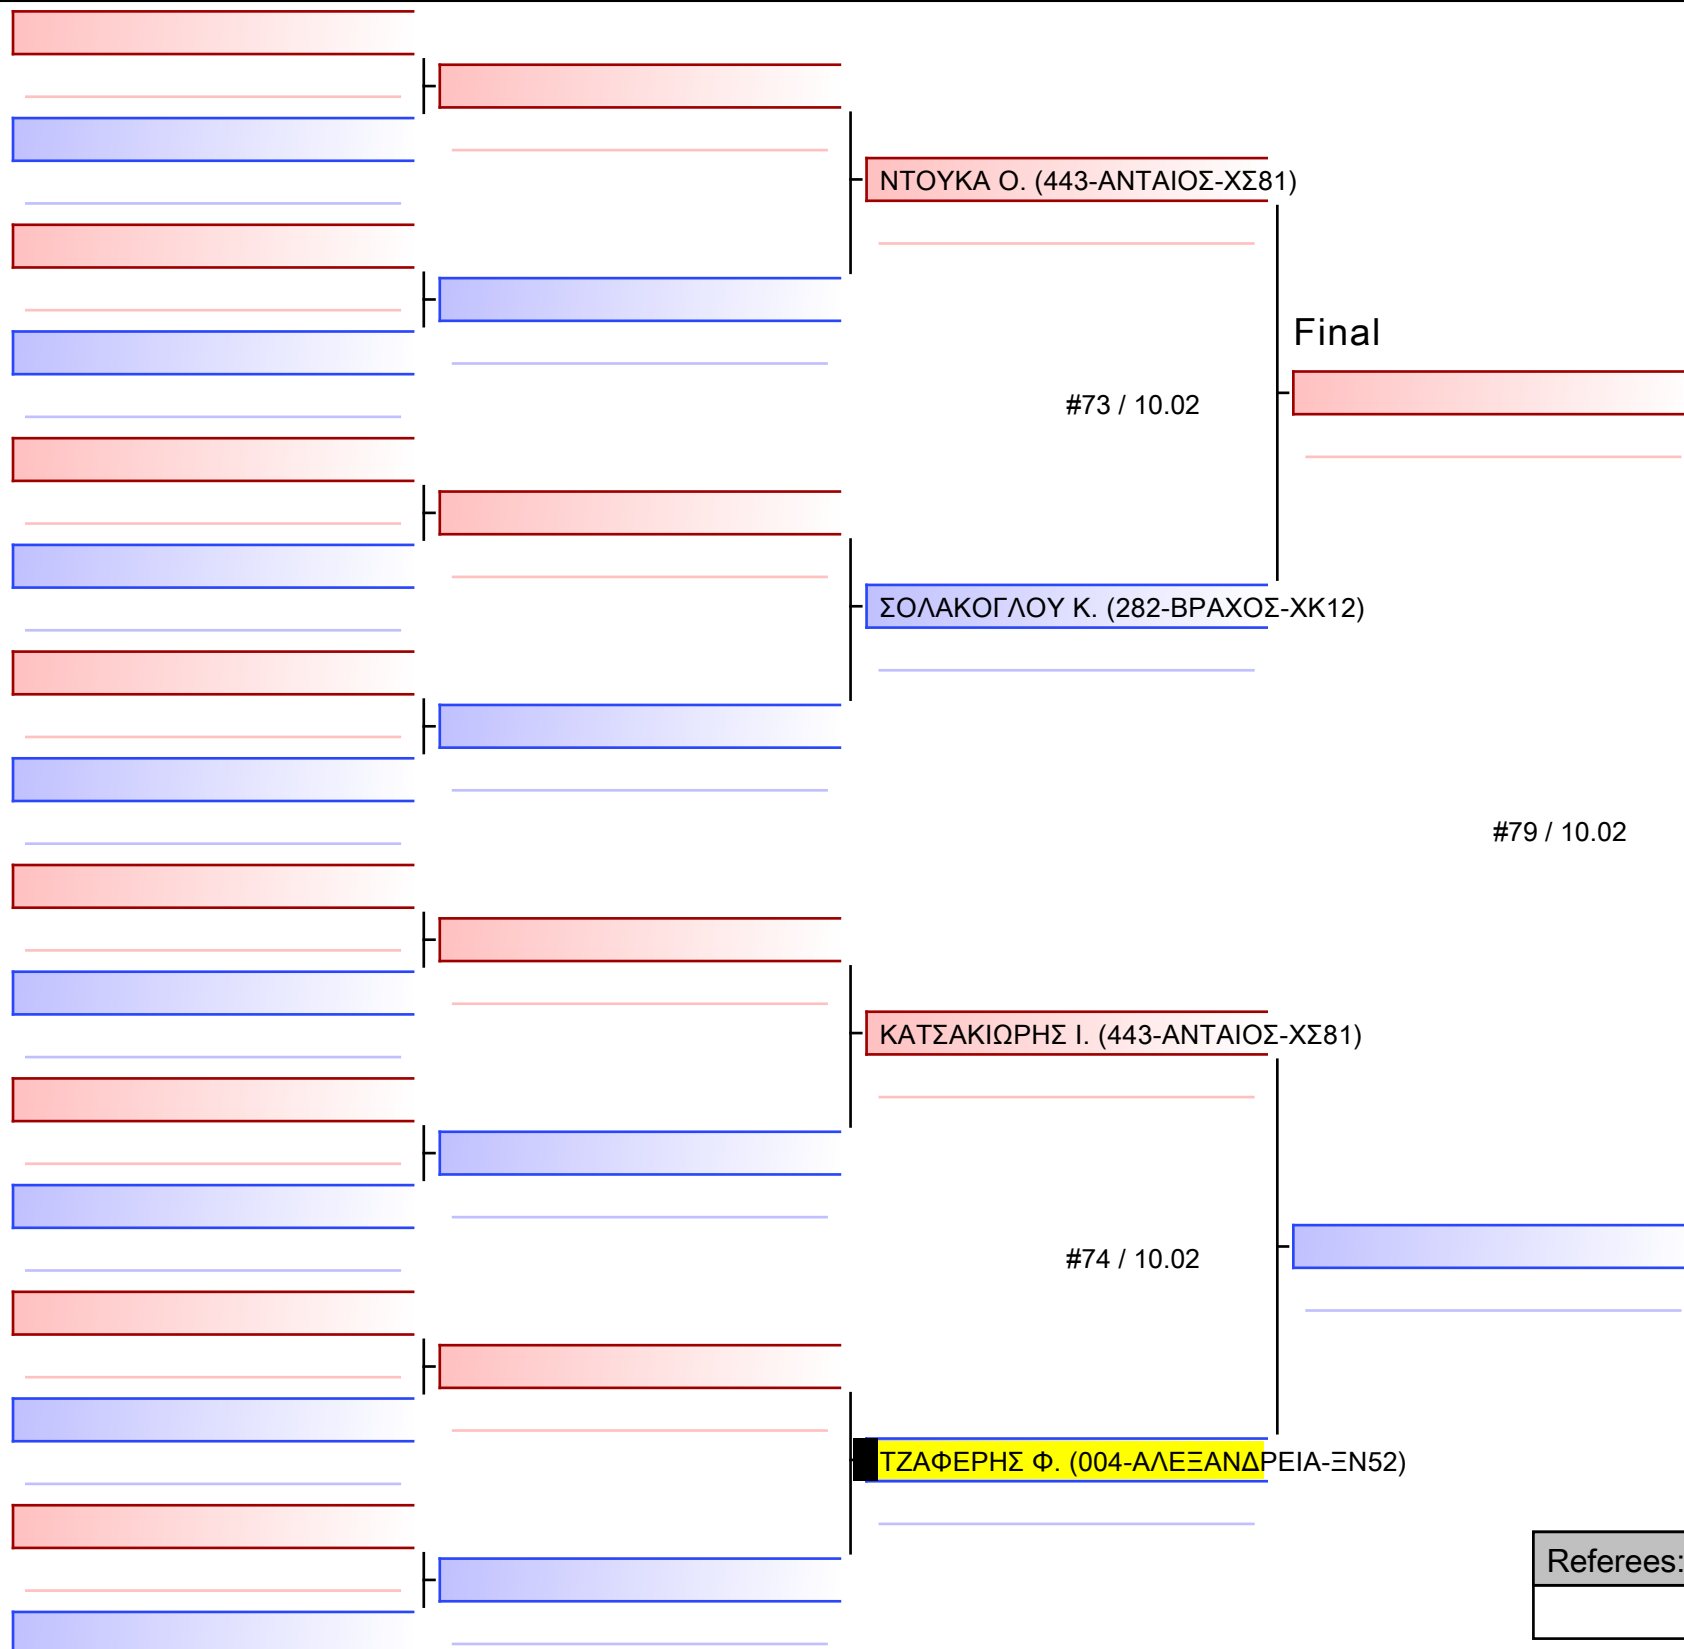 ΝΤΟΥΚΑ Ο. (443-ΑΝΤΑΙΟΣ-ΧΣ81)
Final
#73 / 10.02
ΣΟΛΑΚΟΓΛΟΥ Κ. (282-ΒΡΑΧΟΣ-ΧΚ12)
#79 / 10.02
ΚΑΤΣΑΚΙΩΡΗΣ Ι. (443-ΑΝΤΑΙΟΣ-ΧΣ81)
#74 / 10.02
ΤΖΑΦΕΡΗΣ Φ. (004-ΑΛΕΞΑΝΔΡΕΙΑ-ΞΝ52)
Referees: